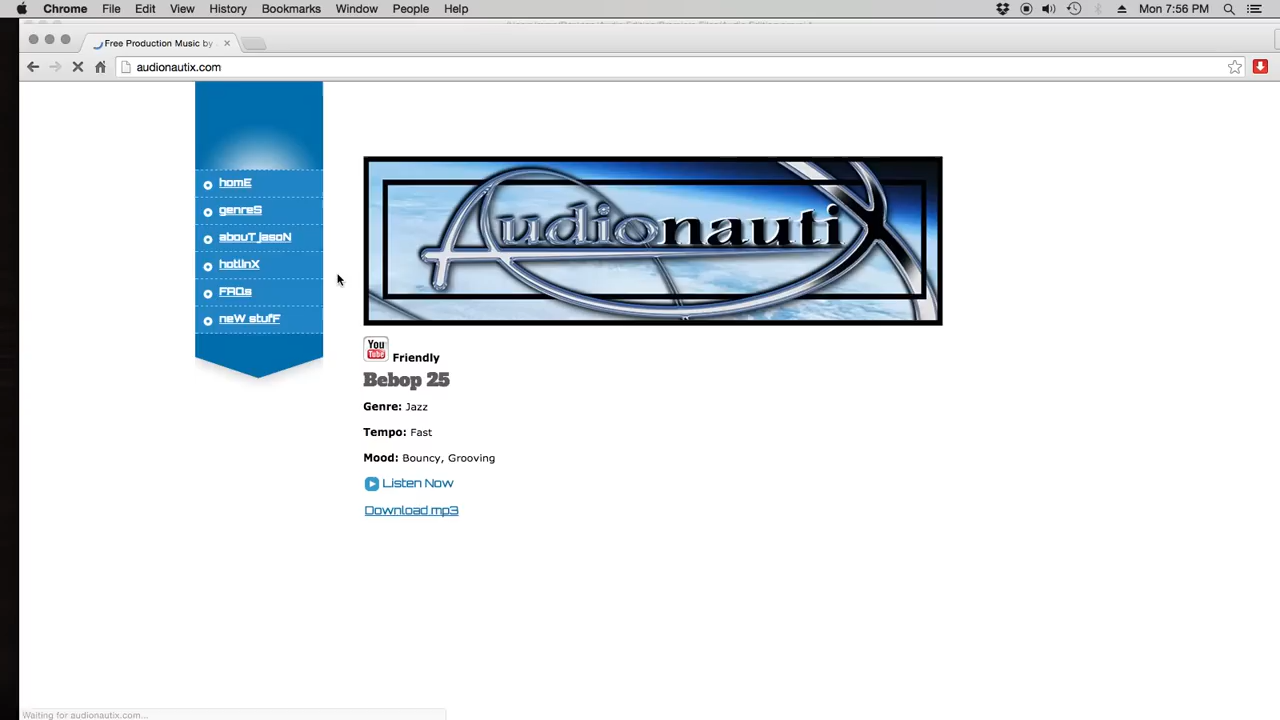 Chrome File Edit View History Bookmarks Window People Help Mon 7:56 PM
Free Production Music by
audionautix.com
homE
genreS
abouT jasoN
hotlinX
FAQs
neW stufF
AudionautiX
You Tube Friendly
Bebop 25
Genre: Jazz
Tempo: Fast
Mood: Bouncy, Grooving
Listen Now
Download mp3
Waiting for audionautix.com...